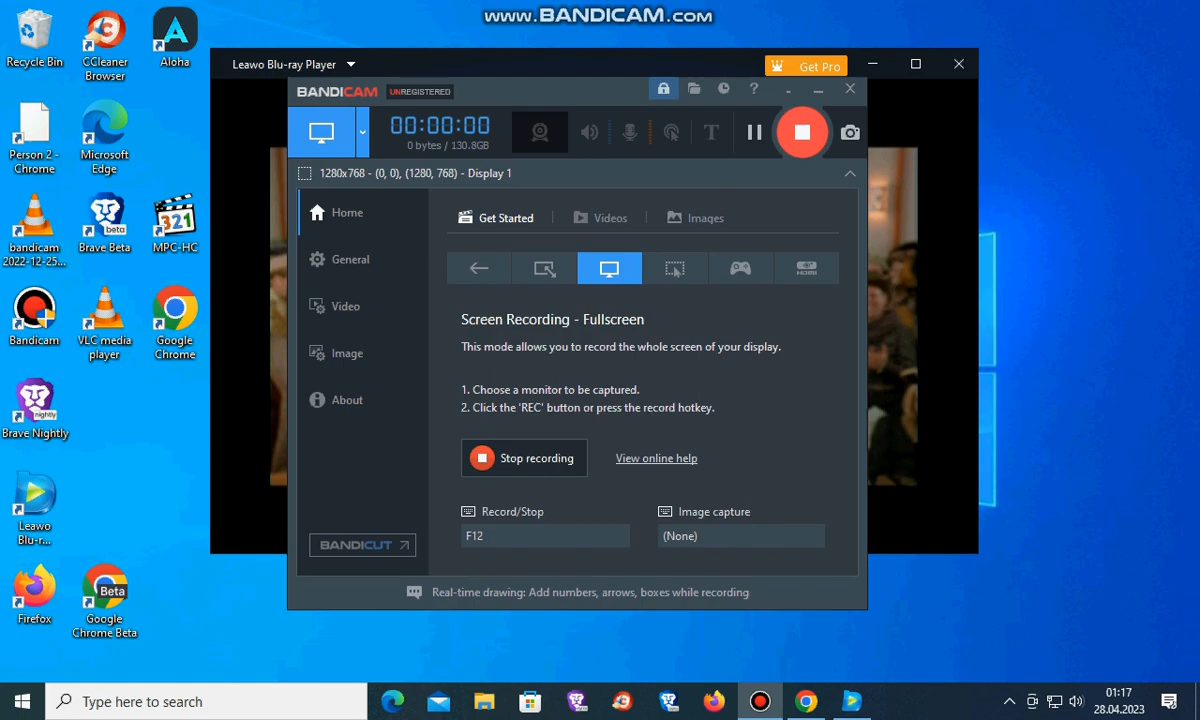 www.BANDICAM.com
Recycle Bin
CCleaner
Browser
Aloha
Person 2 -
Chrome
Microsoft
Edge
bandicam
2022-12-25...
Brave Beta
MPC-HC
Bandicam
VLC media
player
Google
Chrome
Brave Nightly
Leawo
Blu-r...
Firefox
Google
Chrome Beta
Leawo Blu-ray Player
Get Pro
BANDICAM UNREGISTERED
00:00:00
0 bytes / 130.8GB
1280x768 - (0, 0), (1280, 768) - Display 1
Home
General
Video
Image
About
BANDICUT
Get Started
Videos
Images
HDMI
Screen Recording - Fullscreen
This mode allows you to record the whole screen of your display.
1. Choose a monitor to be captured.
2. Click the 'REC' button or press the record hotkey.
Stop recording
View online help
Record/Stop
Image capture
F12
(None)
Real-time drawing: Add numbers, arrows, boxes while recording
Type here to search
01:17
28.04.2023